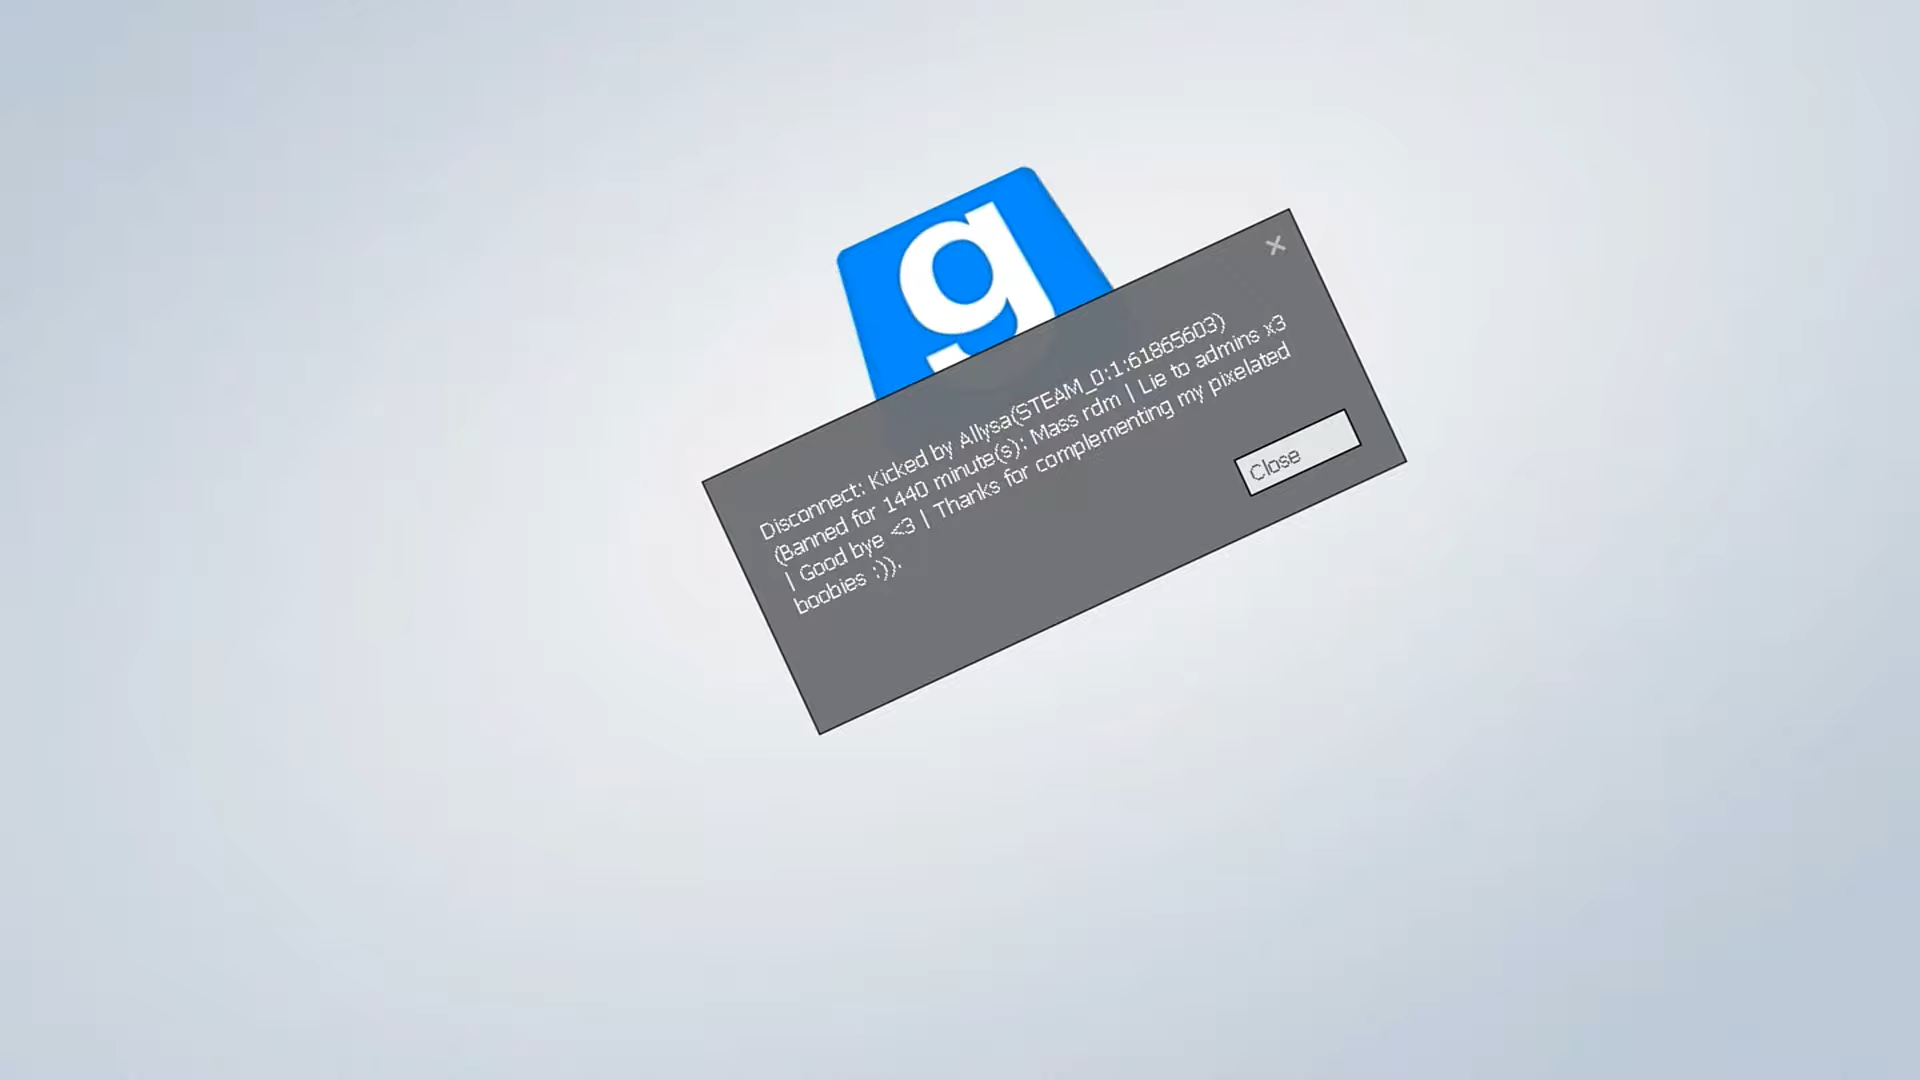 g
Disconnect: Kicked by Allysa(STEAM_0:1:61865603)
(Banned for 1440 minute(s): Mass rdm | Lie to admins x3
| Good bye <3 | Thanks for complementing my pixelated
boobies :)).
Close